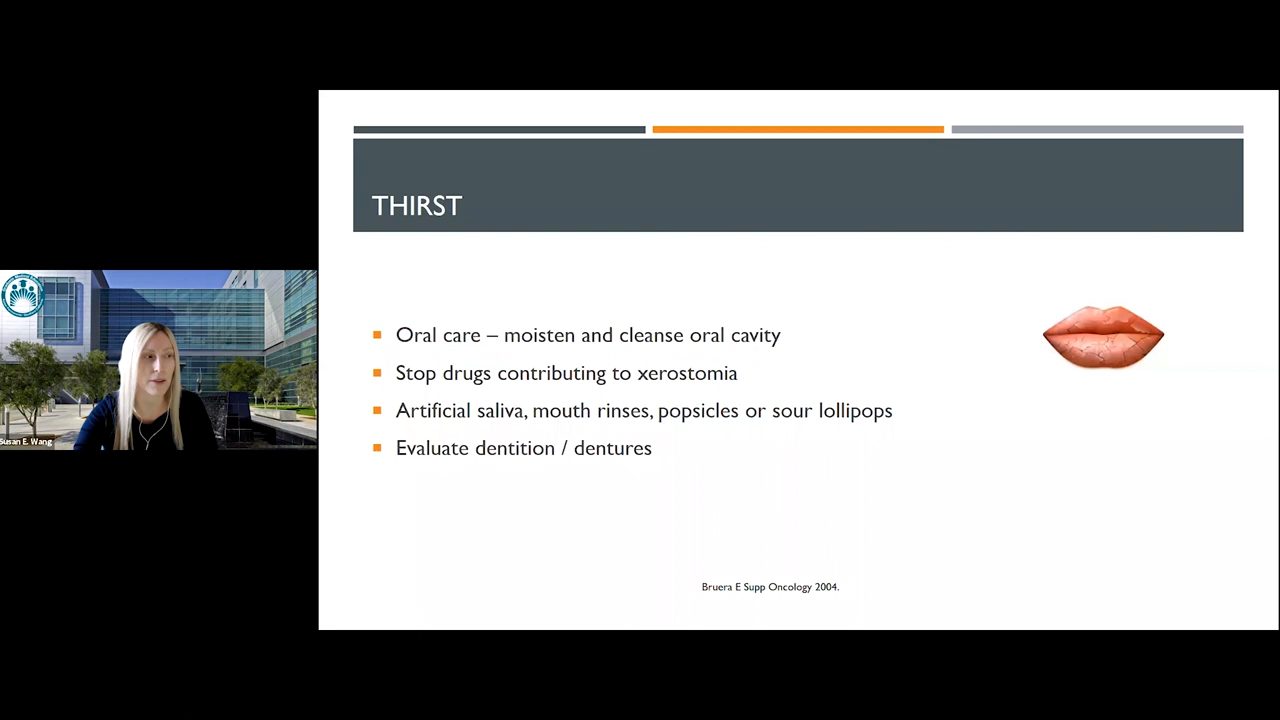 THIRST
Oral care – moisten and cleanse oral cavity
Stop drugs contributing to xerostomia
Artificial saliva, mouth rinses, popsicles or sour lollipops
Evaluate dentition / dentures
Bruera E Supp Oncology 2004.
Susan E. Wang